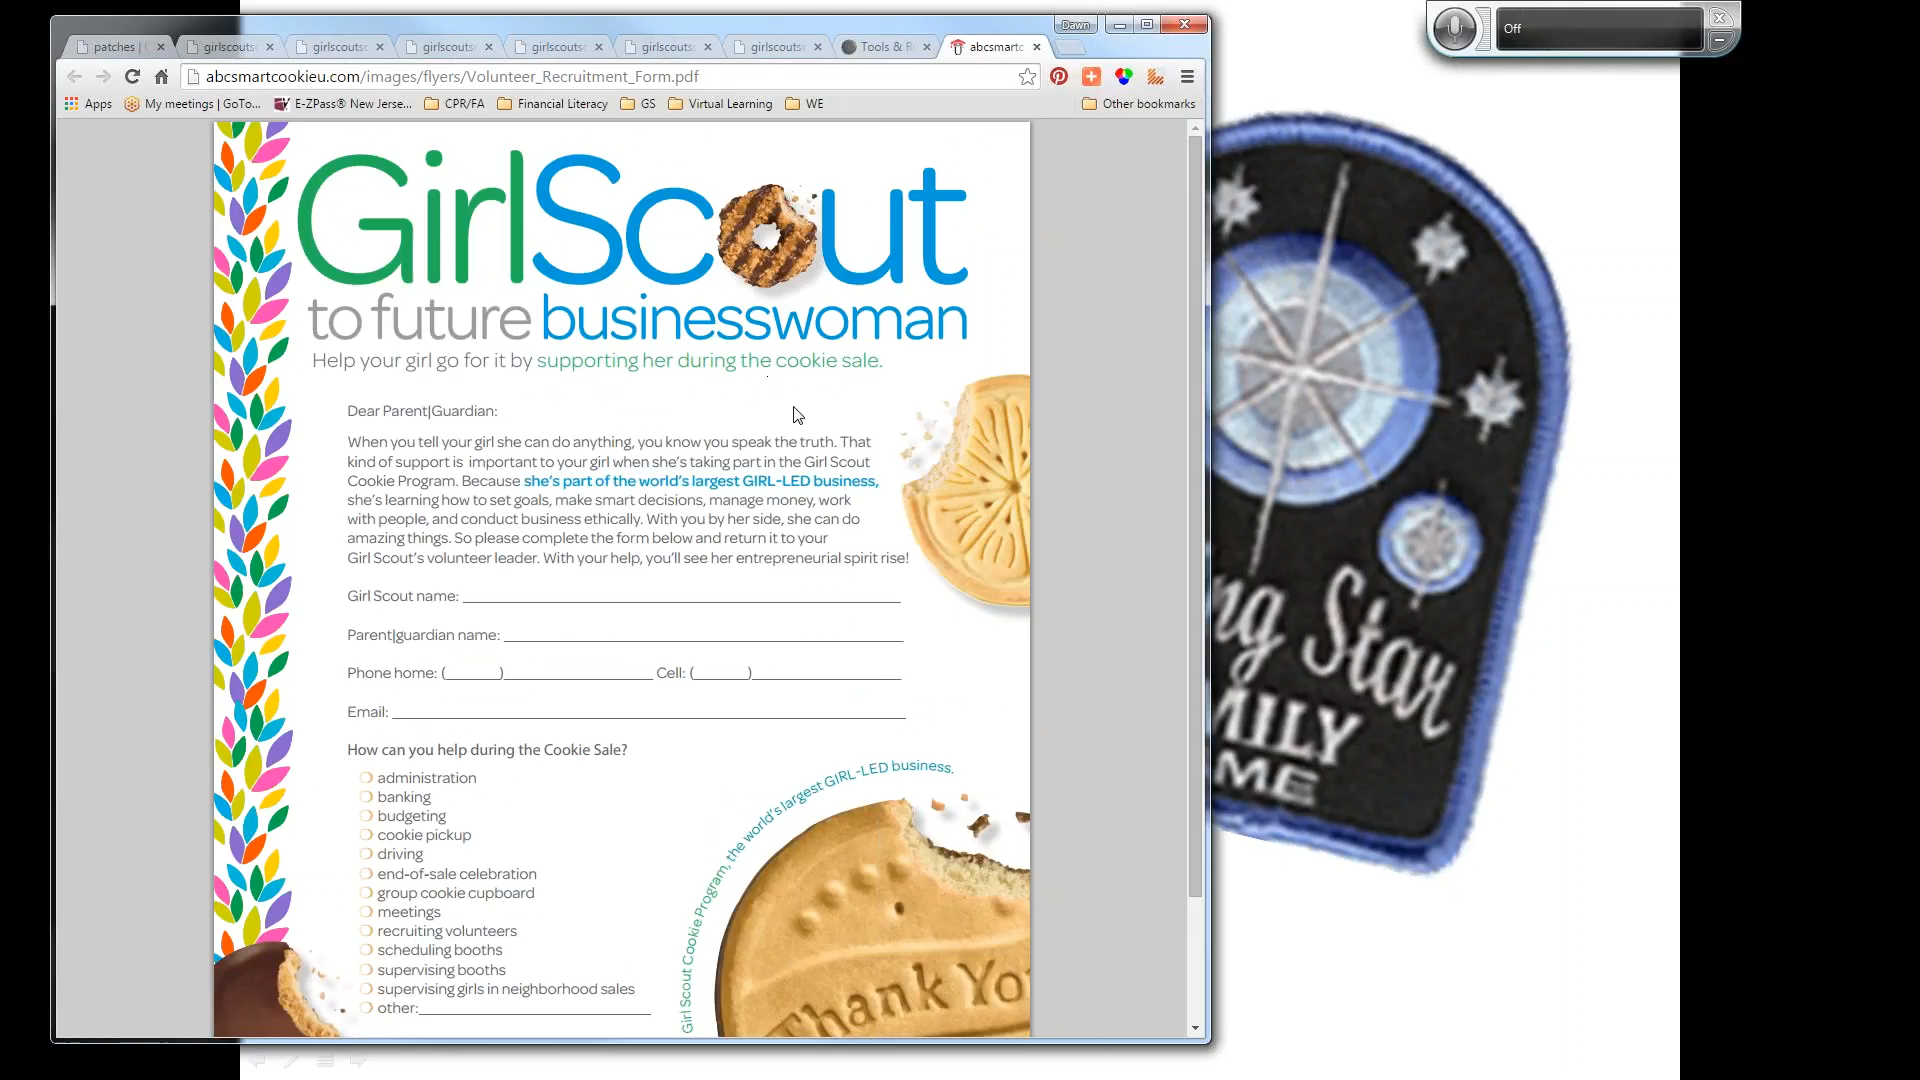 Dawn
patches | G
girlscouts
girlscouts
girlscouts
girlscouts
girlscouts
girlscouts
Tools & R
abcsmartc
abcsmartcookieu.com/images/flyers/Volunteer_Recruitment_Form.pdf
Apps
My meetings | GoTo...
E-ZPass® New Jerse...
CPR/FA
Financial Literacy
GS
Virtual Learning
WE
Other bookmarks
Off
GirlScout
to future businesswoman
Help your girl go for it by supporting her during the cookie sale.
Dear Parent|Guardian:
When you tell your girl she can do anything, you know you speak the truth. That
kind of support is important to your girl when she's taking part in the Girl Scout
Cookie Program. Because she's part of the world's largest GIRL-LED business,
she's learning how to set goals, make smart decisions, manage money, work
with people, and conduct business ethically. With you by her side, she can do
amazing things. So please complete the form below and return it to your
Girl Scout's volunteer leader. With your help, you'll see her entrepreneurial spirit rise!
Girl Scout name:
Parent|guardian name:
Phone home: ( ) Cell: ( )
Email:
How can you help during the Cookie Sale?
administration
banking
budgeting
cookie pickup
driving
end-of-sale celebration
group cookie cupboard
meetings
recruiting volunteers
scheduling booths
supervising booths
supervising girls in neighborhood sales
other:
Girl Scout Cookie Program, the world's largest GIRL-LED business.
Thank Yo
ng Star
MILY
ME